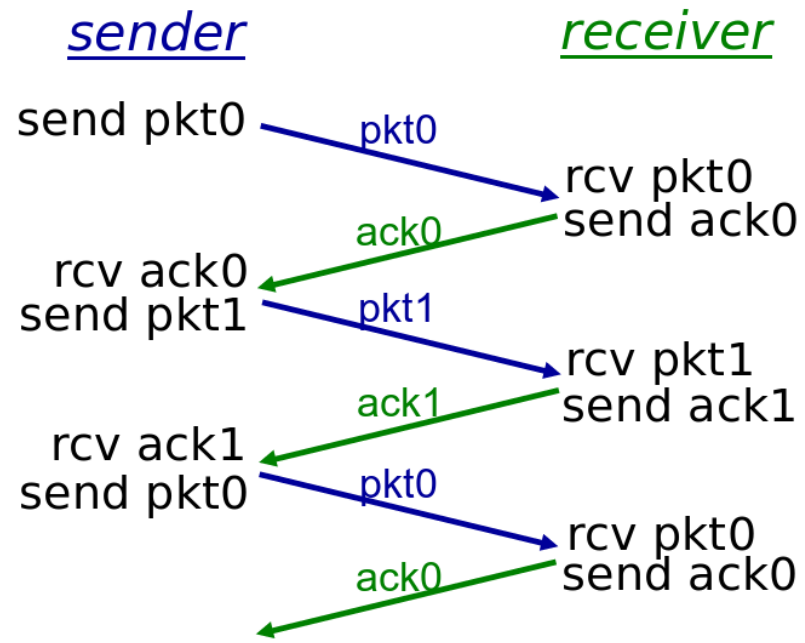 sender
receiver
send pkt0
pkt0
rcv pkt0
send ack0
ack0
rcv ack0
send pkt1
pkt1
rcv pkt1
send ack1
ack1
rcv ack1
send pkt0
pkt0
rcv pkt0
send ack0
ack0